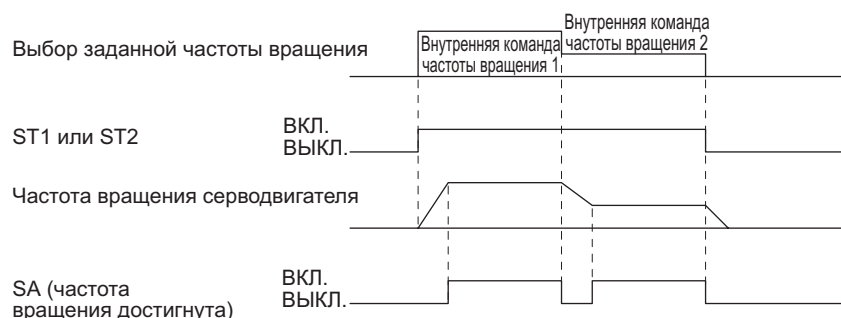 Выбор заданной частоты вращения
Внутренняя команда
частоты вращения 1
Внутренняя команда
частоты вращения 2
ST1 или ST2
ВКЛ.
ВЫКЛ.
Частота вращения серводвигателя
SA (частота
вращения достигнута)
ВКЛ.
ВЫКЛ.